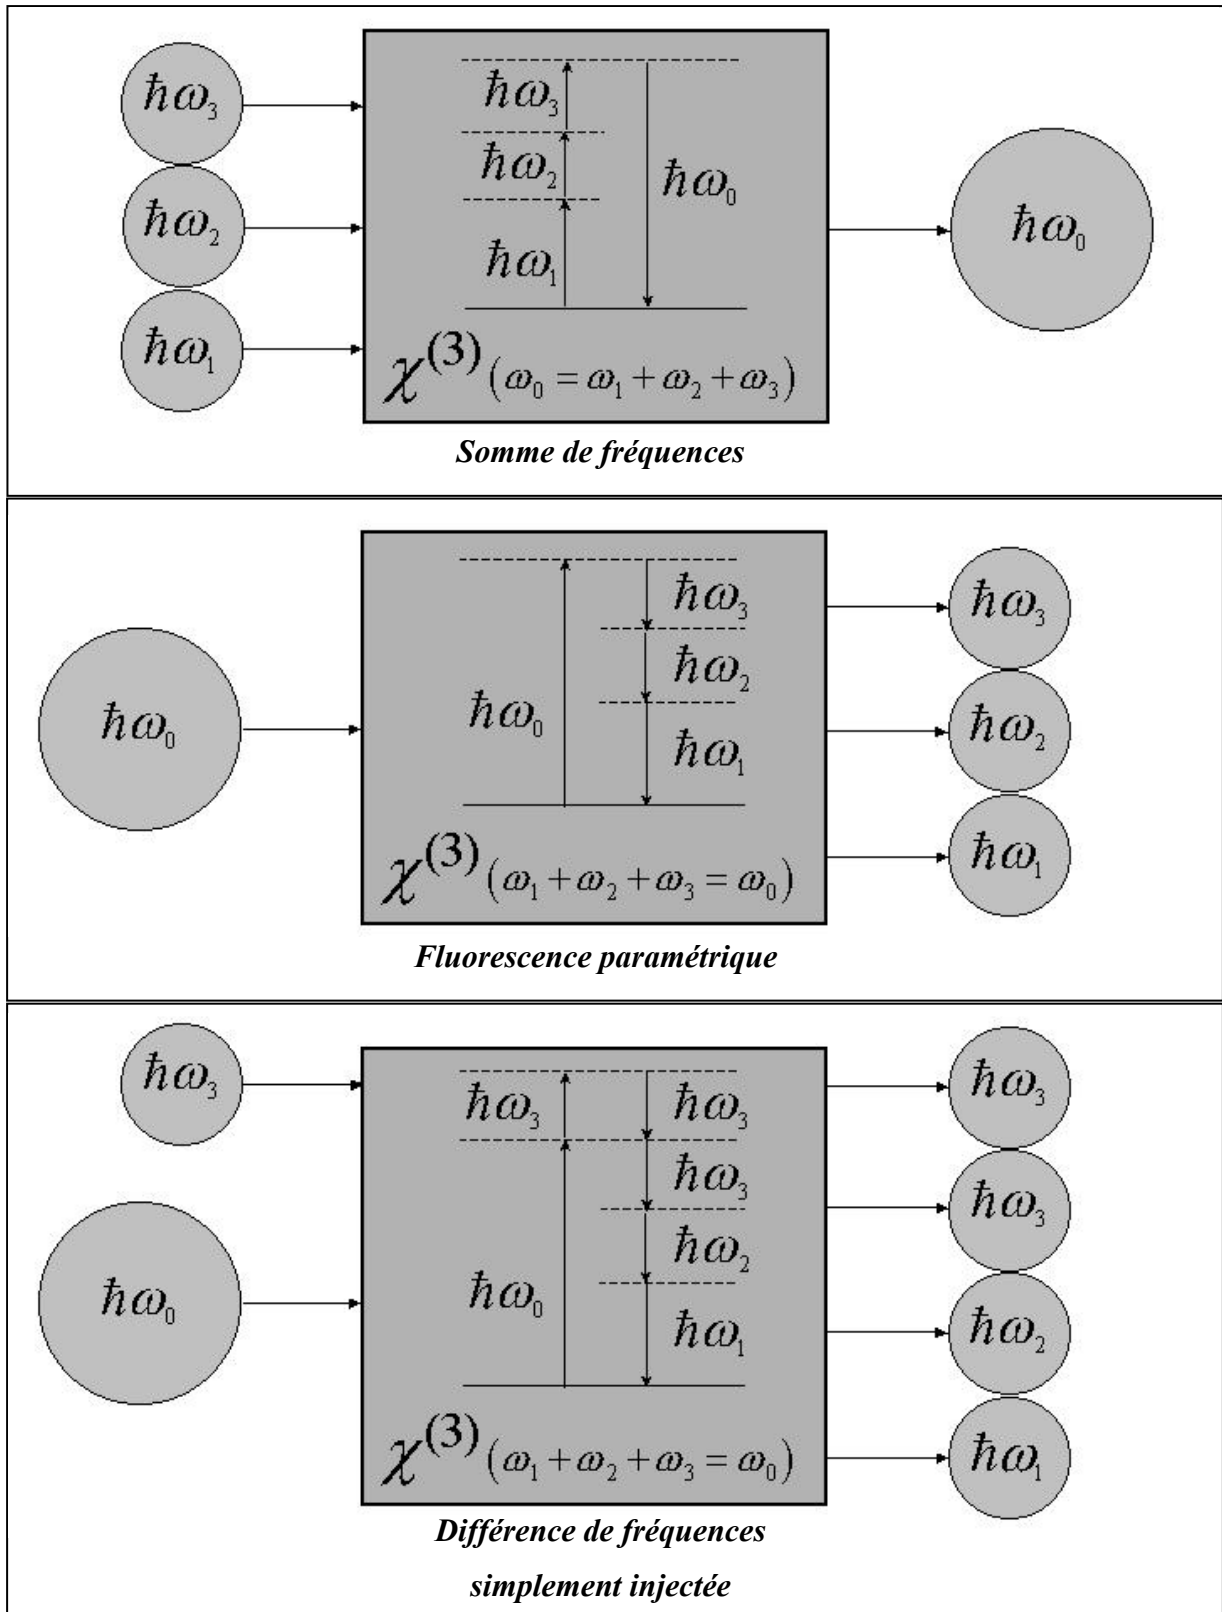 ħω₃
ħω₂
ħω₁
ħω₃
ħω₂
ħω₁
ħω₀
χ⁽³⁾(ω₀ = ω₁ + ω₂ + ω₃)
ħω₀
Somme de fréquences
ħω₀
ħω₀
ħω₃
ħω₂
ħω₁
χ⁽³⁾(ω₁ + ω₂ + ω₃ = ω₀)
ħω₃
ħω₂
ħω₁
Fluorescence paramétrique
ħω₃
ħω₀
ħω₃
ħω₀
ħω₃
ħω₃
ħω₂
ħω₁
χ⁽³⁾(ω₁ + ω₂ + ω₃ = ω₀)
ħω₃
ħω₃
ħω₂
ħω₁
Différence de fréquences
simplement injectée